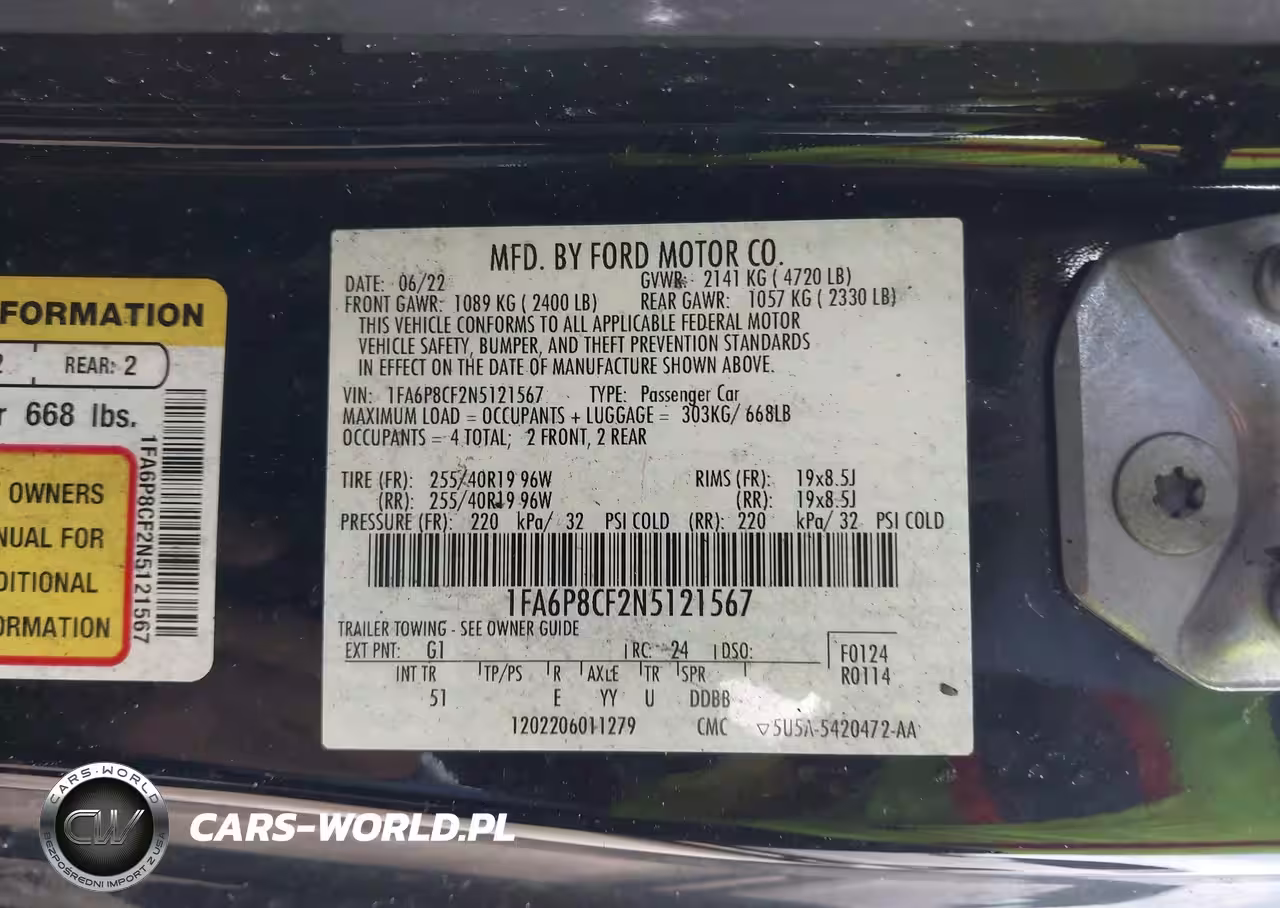 FORMATION
2 REAR: 2
r 668 lbs.
OWNERS
NUAL FOR
DITIONAL
ORMATION
1FA6P8CF2N5121567
MFD. BY FORD MOTOR CO.
DATE: 06/22 GVWR: 2141 KG ( 4720 LB)
FRONT GAWR: 1089 KG ( 2400 LB) REAR GAWR: 1057 KG ( 2330 LB)
THIS VEHICLE CONFORMS TO ALL APPLICABLE FEDERAL MOTOR
VEHICLE SAFETY, BUMPER, AND THEFT PREVENTION STANDARDS
IN EFFECT ON THE DATE OF MANUFACTURE SHOWN ABOVE.
VIN: 1FA6P8CF2N5121567 TYPE: Passenger Car
MAXIMUM LOAD = OCCUPANTS + LUGGAGE = 303KG/ 668LB
OCCUPANTS = 4 TOTAL; 2 FRONT, 2 REAR
TIRE (FR): 255/40R19 96W RIMS (FR): 19x8.5J
(RR): 255/40R19 96W (RR): 19x8.5J
PRESSURE (FR): 220 kPa/ 32 PSI COLD (RR): 220 kPa/ 32 PSI COLD
1FA6P8CF2N5121567
TRAILER TOWING - SEE OWNER GUIDE
EXT PNT: G1 RC: 24 DSO: F0124
R0114
INT TR TP/PS R AXLE TR SPR
51 E YY U DDBB
1202206011279 CMC ▽5U5A-5420472-AA
CARS-WORLD
CW
BEZPOŚREDNI IMPORT Z USA
CARS-WORLD.PL